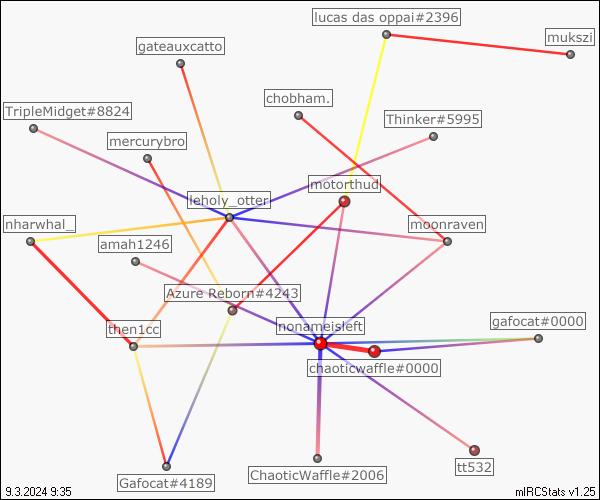 lucas das oppai#2396
mukszi
gateauxcatto
chobham.
TripleMidget#8824
Thinker#5995
mercurybro
motorthud
leholy_otter
nharwhal_
moonraven
amah1246
Azure Reborn#4243
nonameisleft
gafocat#0000
then1cc
chaoticwaffle#0000
tt532
ChaoticWaffle#2006
Gafocat#4189
9.3.2024 9:35
mIRCStats v1.25